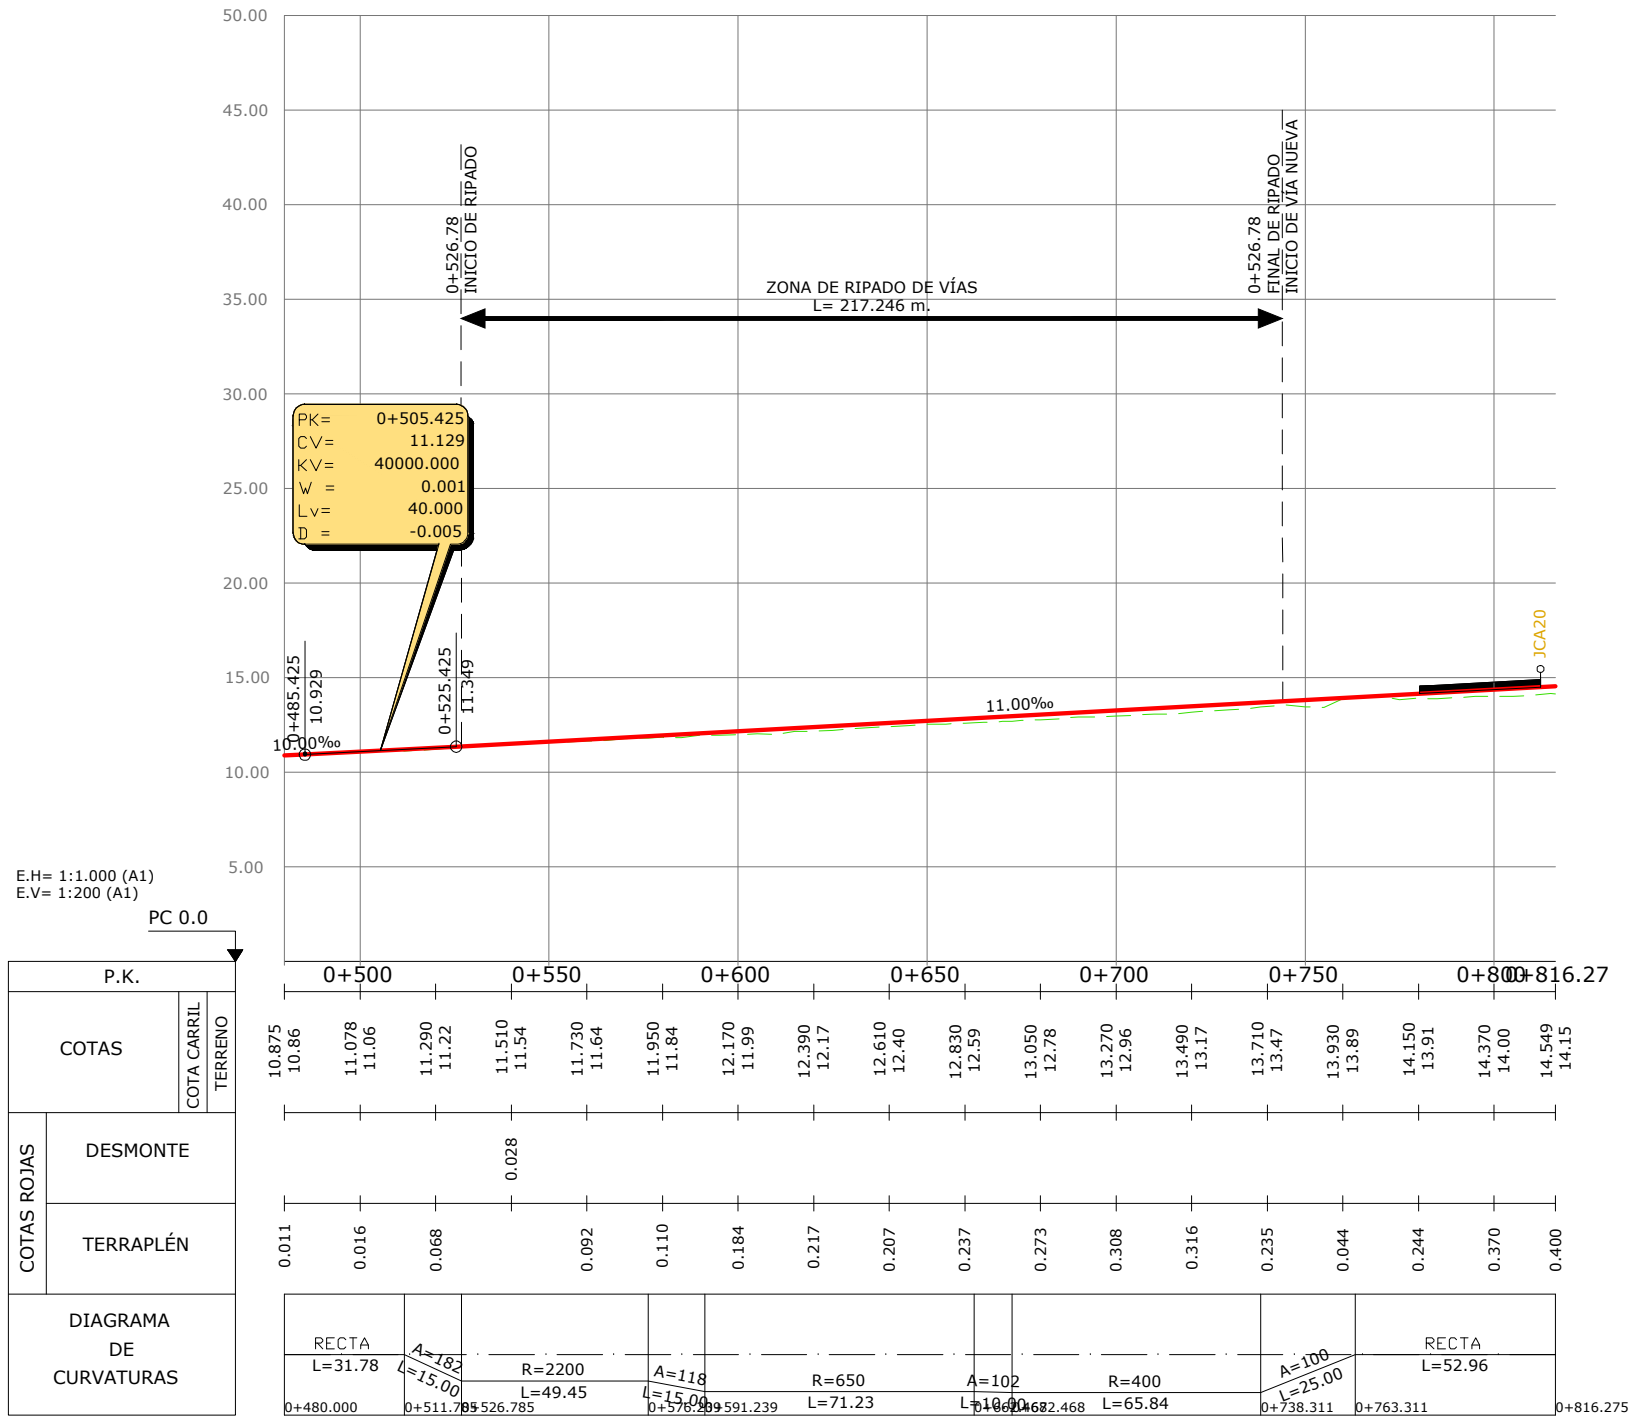 50.00
45.00
40.00
35.00
30.00
25.00
20.00
15.00
10.00
5.00
0+526.78
INICIO DE RIPADO
0+526.78
FINAL DE RIPADO
INICIO DE VÍA NUEVA
ZONA DE RIPADO DE VÍAS
L= 217.246 m.
PK= 0+505.425
CV= 11.129
KV= 40000.000
W = 0.001
Lv= 40.000
D = -0.005
0+485.425
10.929
0+525.425
11.349
10.00‰
11.00‰
JCA20
E.H= 1:1.000 (A1)
E.V= 1:200 (A1)
PC 0.0
P.K.
0+500 0+550 0+600 0+650 0+700 0+750 0+800 0+816.27
COTAS
COTA CARRIL
TERRENO
10.875 11.078 11.290 11.510 11.730 11.950 12.170 12.390 12.610 12.830 13.050 13.270 13.490 13.710 13.930 14.150 14.370 14.549
10.86 11.06 11.22 11.54 11.64 11.84 11.99 12.17 12.40 12.59 12.78 12.96 13.17 13.47 13.89 13.91 14.00 14.15
COTAS ROJAS
DESMONTE
0.028
TERRAPLÉN
0.011 0.016 0.068 0.092 0.110 0.184 0.217 0.207 0.237 0.273 0.308 0.316 0.235 0.044 0.244 0.370 0.400
DIAGRAMA
DE
CURVATURAS
RECTA
L=31.78
A=182
L=15.00
R=2200
L=49.45
A=118
L=15.00
R=650
L=71.23
A=102
L=10.00
R=400
L=65.84
A=100
L=25.00
RECTA
L=52.96
0+480.000 0+511.785 0+526.785 0+576.239 0+591.239 0+662.468 0+672.468 0+738.311 0+763.311 0+816.275